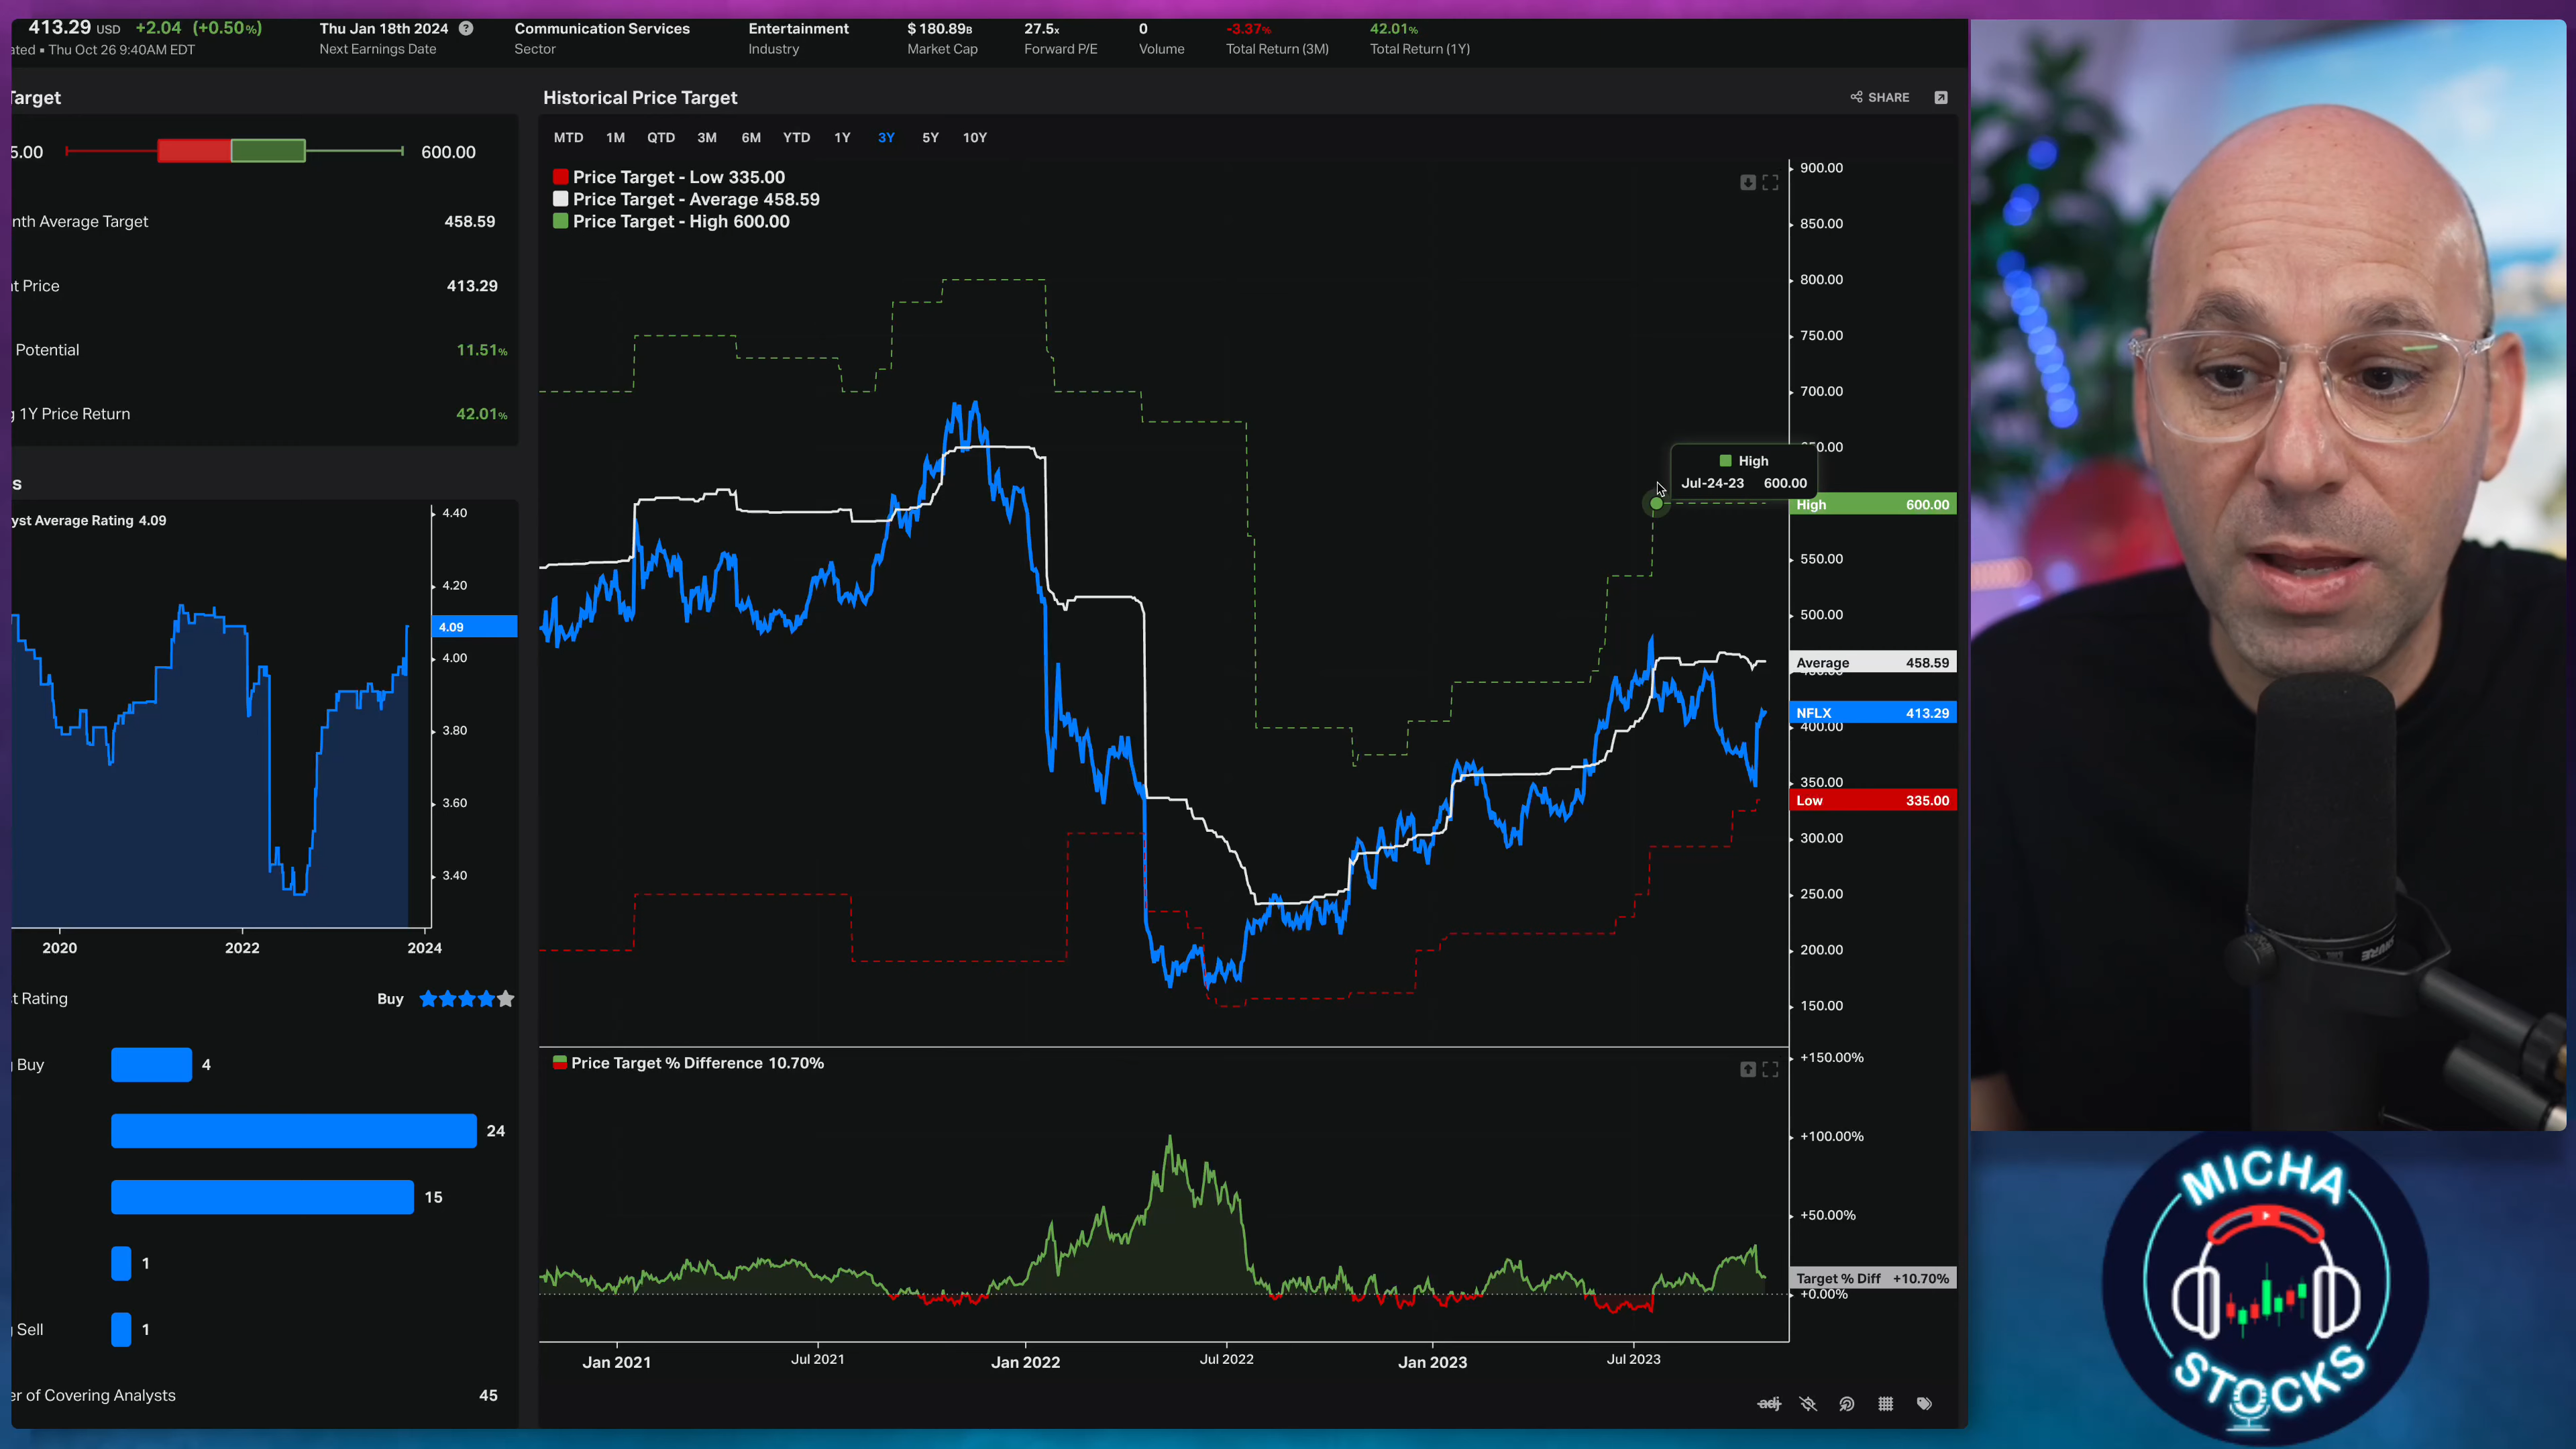 413.29 USD +2.04 (+0.50%)
ated • Thu Oct 26 9:40AM EDT
Thu Jan 18th 2024
Next Earnings Date
Communication Services
Sector
Entertainment
Industry
$ 180.89B
Market Cap
27.5x
Forward P/E
0
Volume
-3.37%
Total Return (3M)
42.01%
Total Return (1Y)
Target
5.00
600.00
nth Average Target 458.59
t Price 413.29
Potential 11.51%
g 1Y Price Return 42.01%
s
yst Average Rating 4.09
4.40
4.20
4.09
4.00
3.80
3.60
3.40
2020 2022 2024
t Rating Buy
g Buy 4
24
15
1
g Sell 1
er of Covering Analysts 45
Historical Price Target
SHARE
MTD 1M QTD 3M 6M YTD 1Y 3Y 5Y 10Y
Price Target - Low 335.00
Price Target - Average 458.59
Price Target - High 600.00
900.00
850.00
800.00
750.00
700.00
650.00
High
Jul-24-23 600.00
High 600.00
550.00
500.00
Average 458.59
450.00
NFLX 413.29
400.00
350.00
Low 335.00
300.00
250.00
200.00
150.00
Price Target % Difference 10.70%
+150.00%
+100.00%
+50.00%
Target % Diff +10.70%
+0.00%
Jan 2021 Jul 2021 Jan 2022 Jul 2022 Jan 2023 Jul 2023
adj
SHURE
MICHA
STOCKS